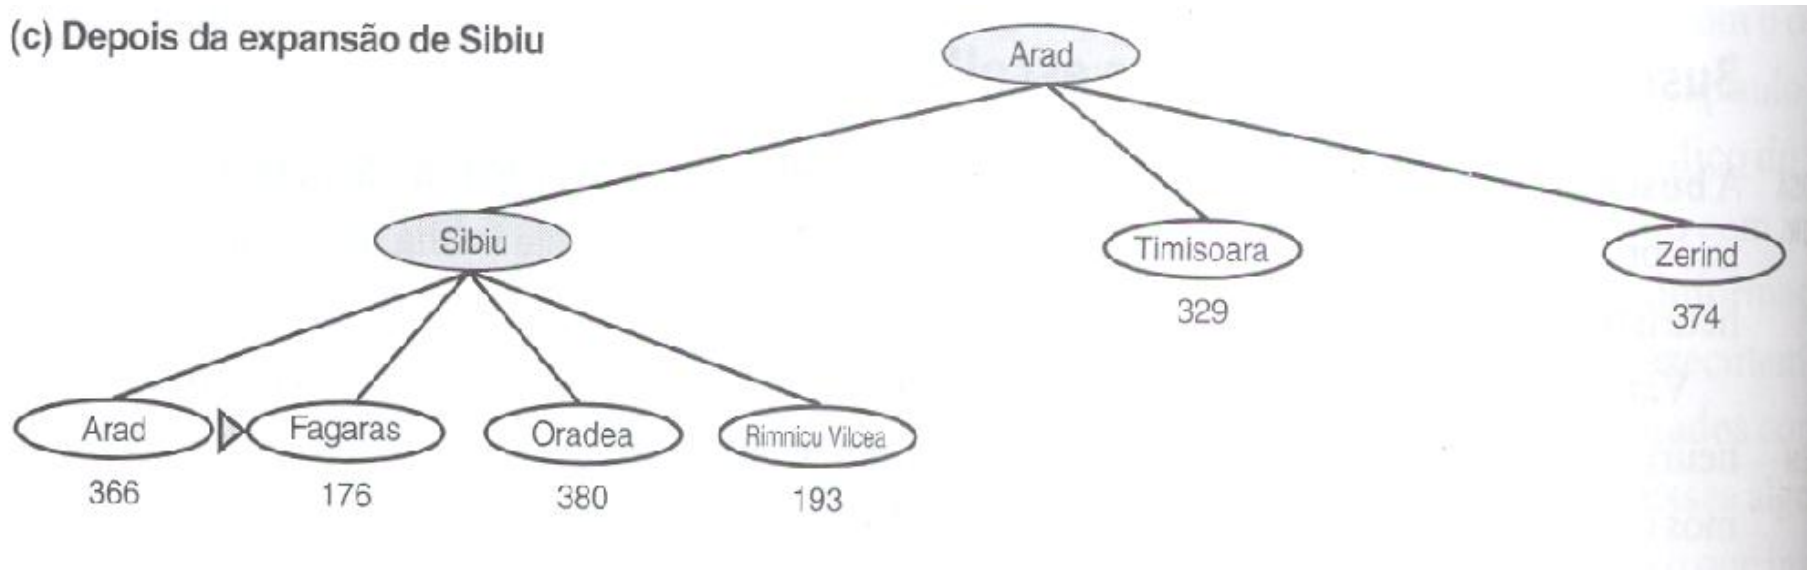 (c) Depois da expansão de Sibiu
Arad
Sibiu
Timisoara
Zerind
329
374
Arad
Fagaras
Oradea
Rimnicu Vilcea
366
176
380
193